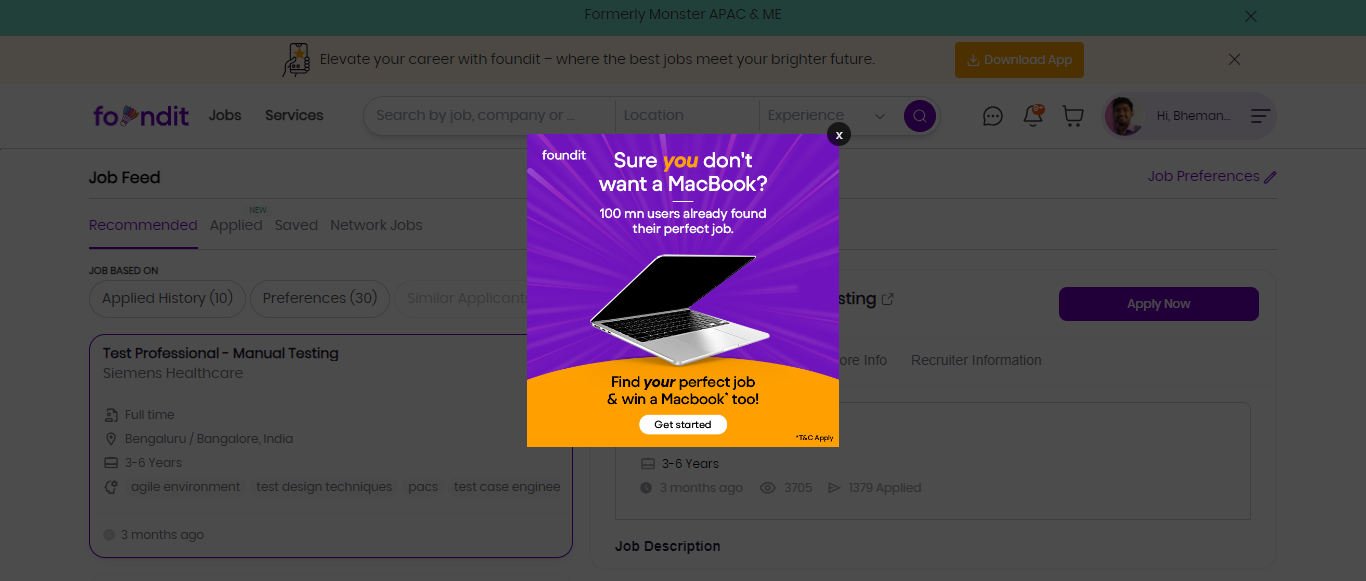 Formerly Monster APAC & ME
Elevate your career with foundit – where the best jobs meet your brighter future.
Download App
foundit
Jobs
Services
Search by job, company or ...
Location
Experience
9+
Hi, Bheman...
x
Job Feed
Job Preferences
Recommended
Applied
NEW
Saved
Network Jobs
JOB BASED ON
Applied History (10)
Preferences (30)
Similar Applicants
Test Professional - Manual Testing
Siemens Healthcare
Full time
Bengaluru / Bangalore, India
3-6 Years
agile environment
test design techniques
pacs
test case enginee
3 months ago
foundit
Sure you don't
want a MacBook?
100 mn users already found
their perfect job.
Find your perfect job
& win a Macbook* too!
Get started
*T&C Apply
sting
Apply Now
ore Info
Recruiter Information
3-6 Years
3 months ago
3705
1379 Applied
Job Description